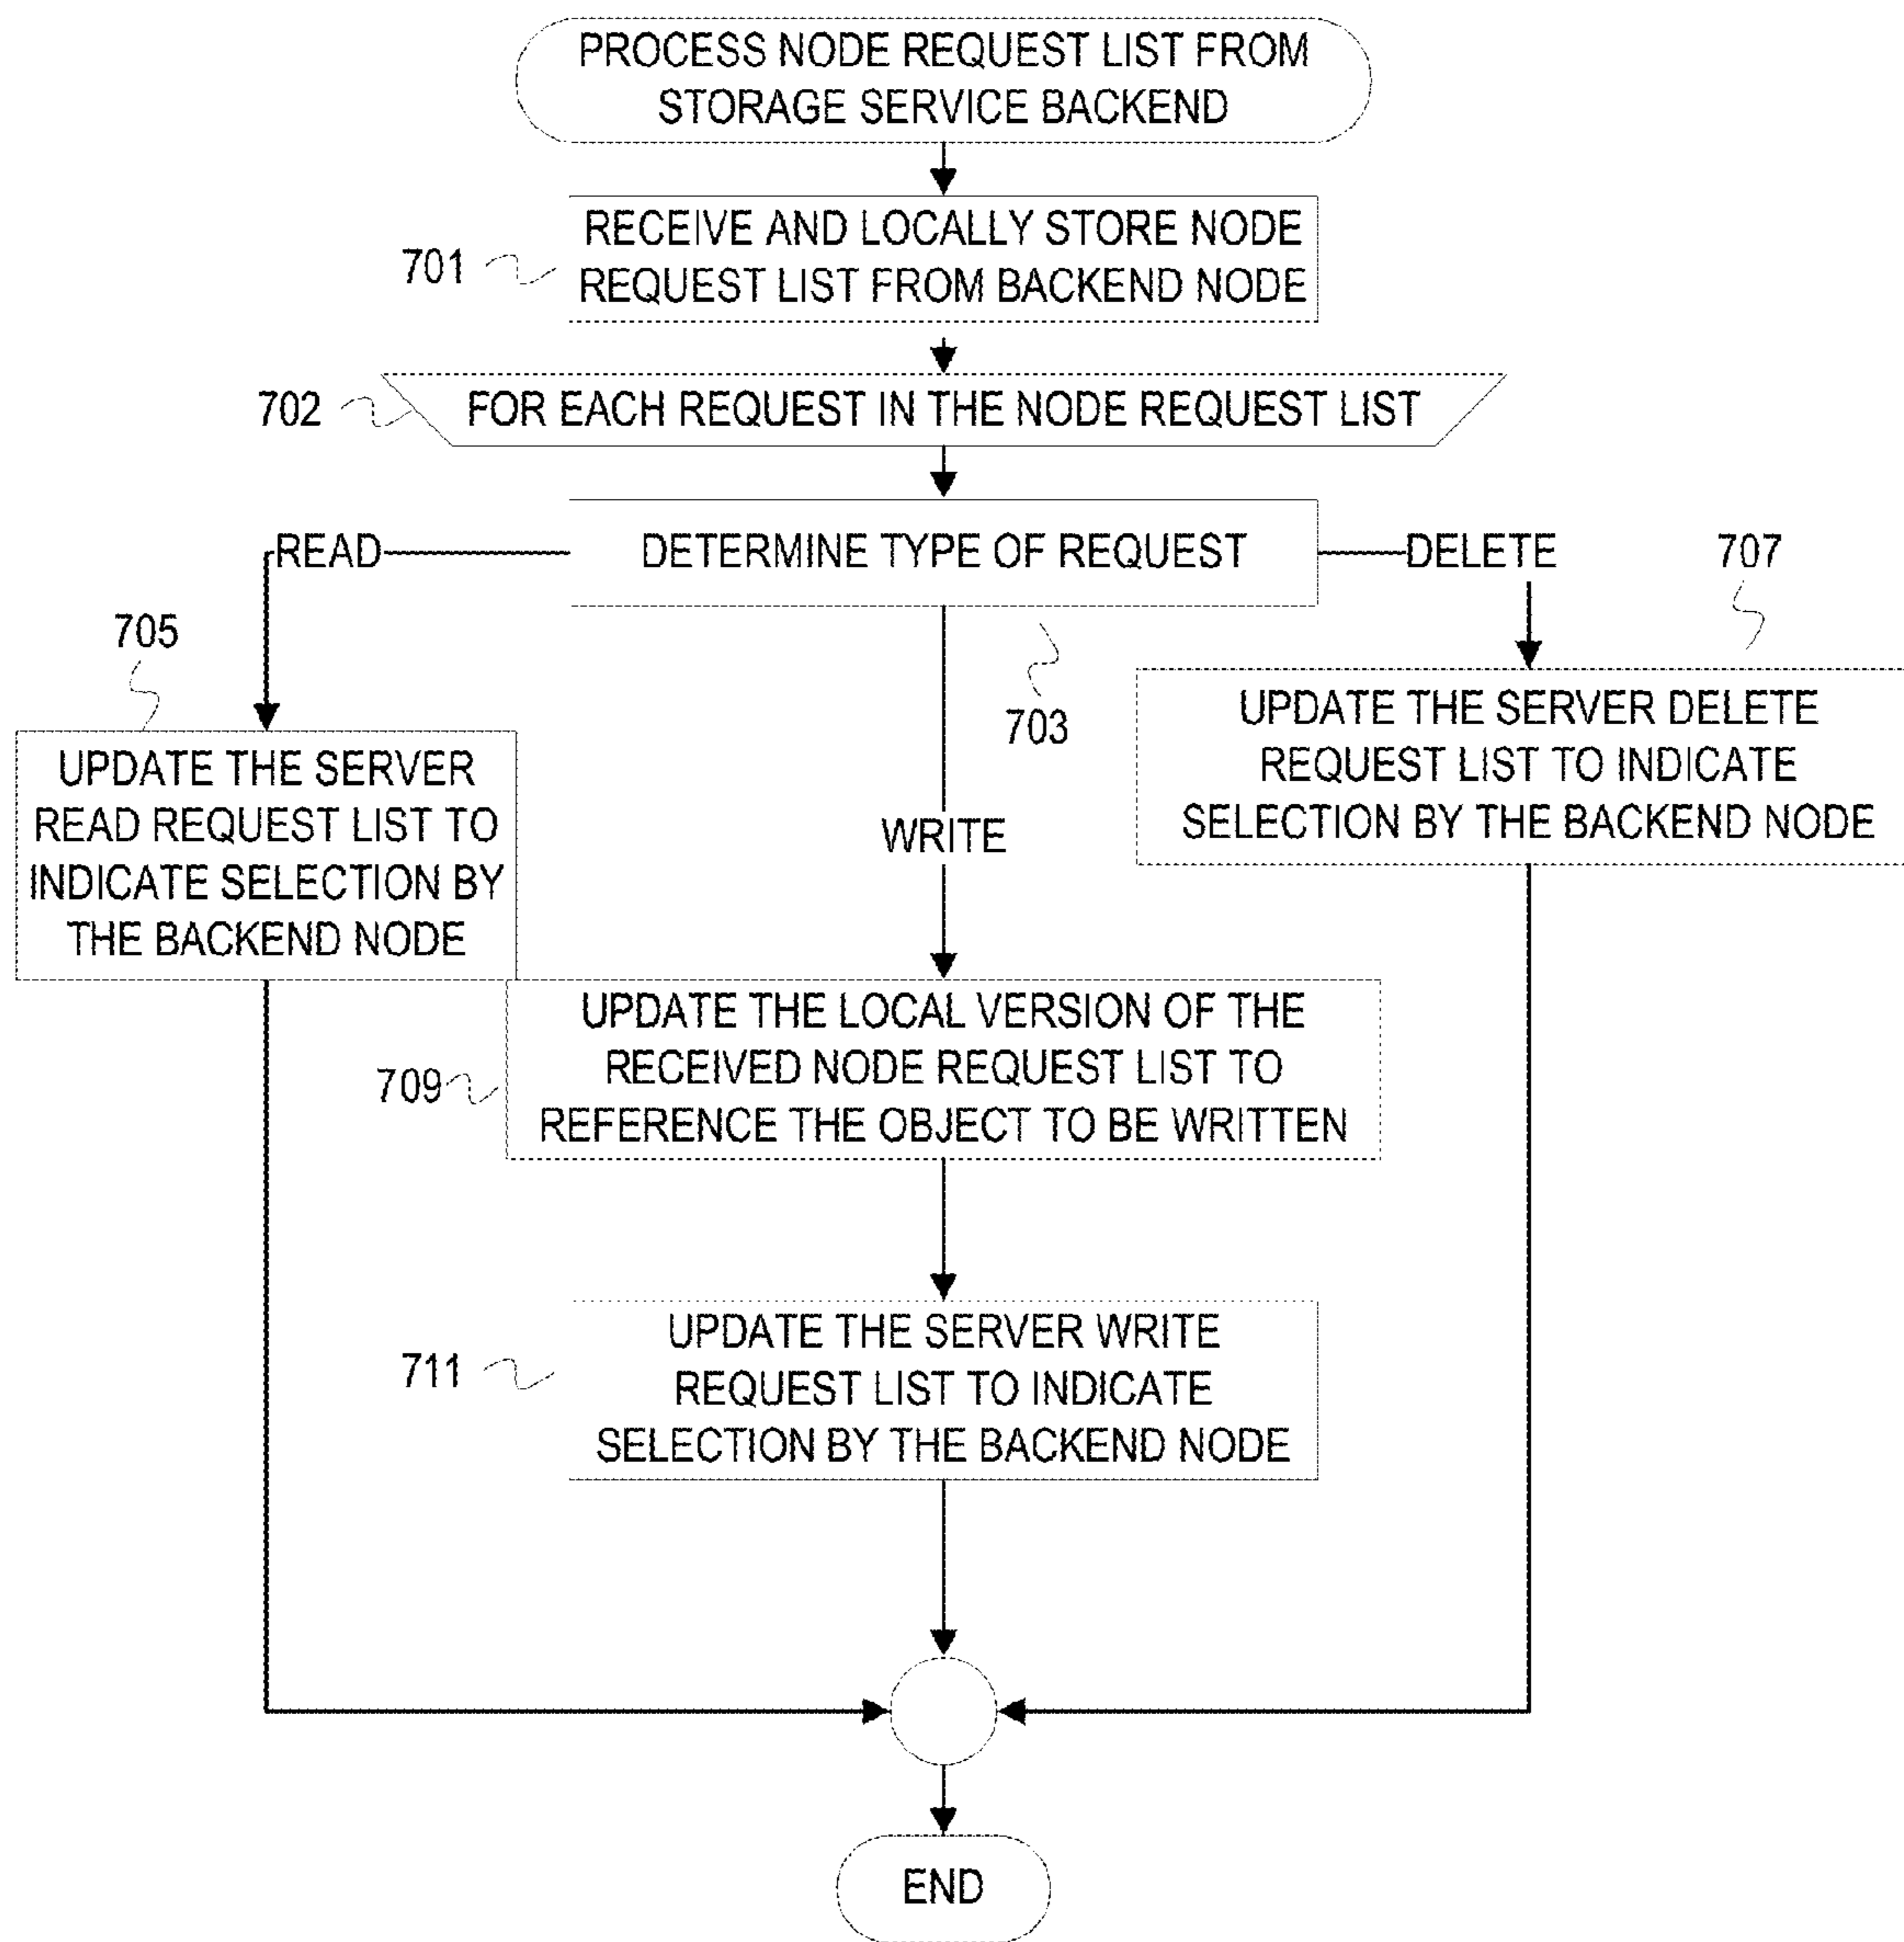 PROCESS NODE REQUEST LIST FROM
STORAGE SERVICE BACKEND
701
RECEIVE AND LOCALLY STORE NODE
REQUEST LIST FROM BACKEND NODE
702
FOR EACH REQUEST IN THE NODE REQUEST LIST
READ
DETERMINE TYPE OF REQUEST
DELETE
707
705
703
UPDATE THE SERVER
READ REQUEST LIST TO
INDICATE SELECTION BY
THE BACKEND NODE
WRITE
UPDATE THE SERVER DELETE
REQUEST LIST TO INDICATE
SELECTION BY THE BACKEND NODE
709
UPDATE THE LOCAL VERSION OF THE
RECEIVED NODE REQUEST LIST TO
REFERENCE THE OBJECT TO BE WRITTEN
711
UPDATE THE SERVER WRITE
REQUEST LIST TO INDICATE
SELECTION BY THE BACKEND NODE
END